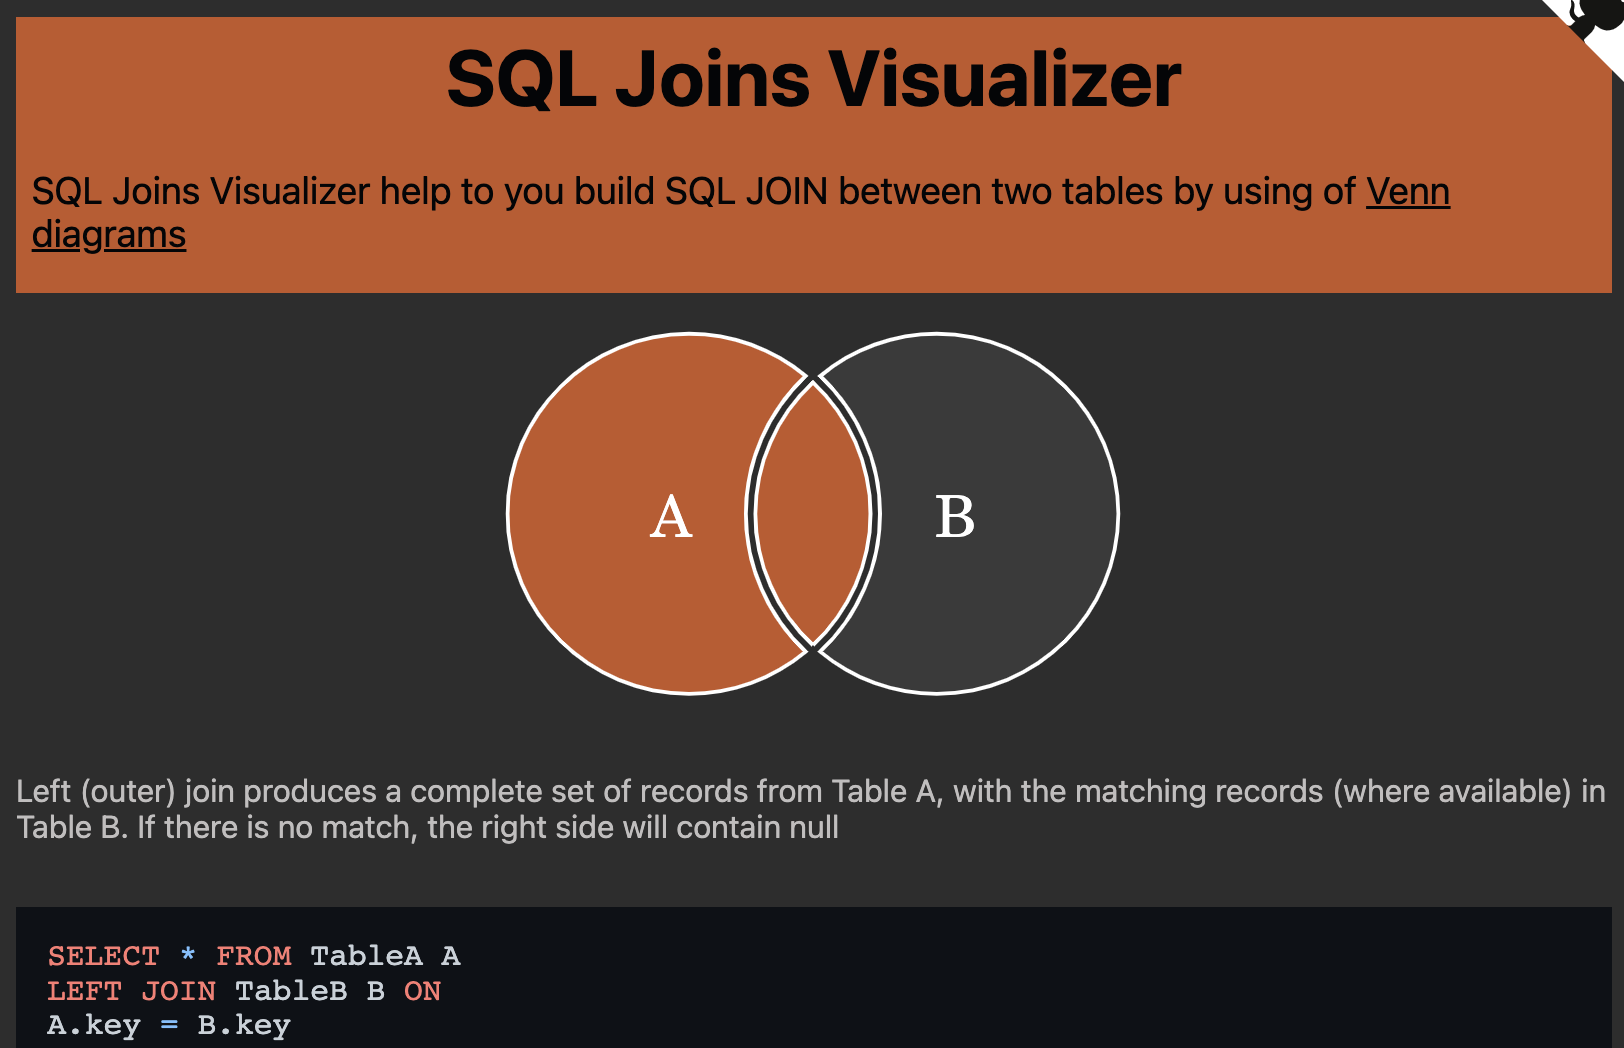 SQL Joins Visualizer
SQL Joins Visualizer help to you build SQL JOIN between two tables by using of Venn
diagrams
A
B
Left (outer) join produces a complete set of records from Table A, with the matching records (where available) in
Table B. If there is no match, the right side will contain null
SELECT * FROM TableA A
LEFT JOIN TableB B ON
A.key = B.key